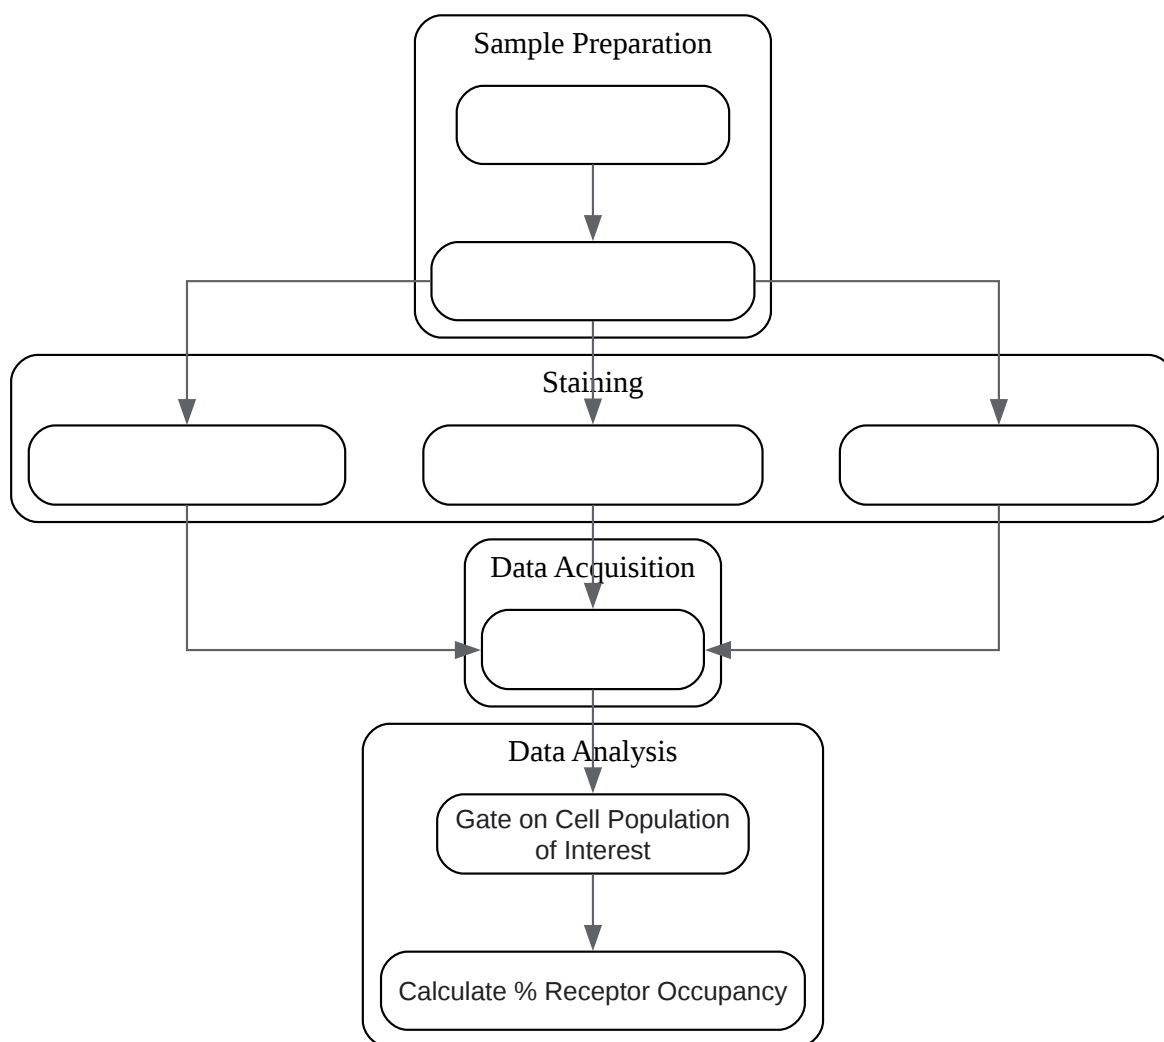 Sample Preparation
Staining
Data Acquisition
Data Analysis
Gate on Cell Population
of Interest
Calculate % Receptor Occupancy